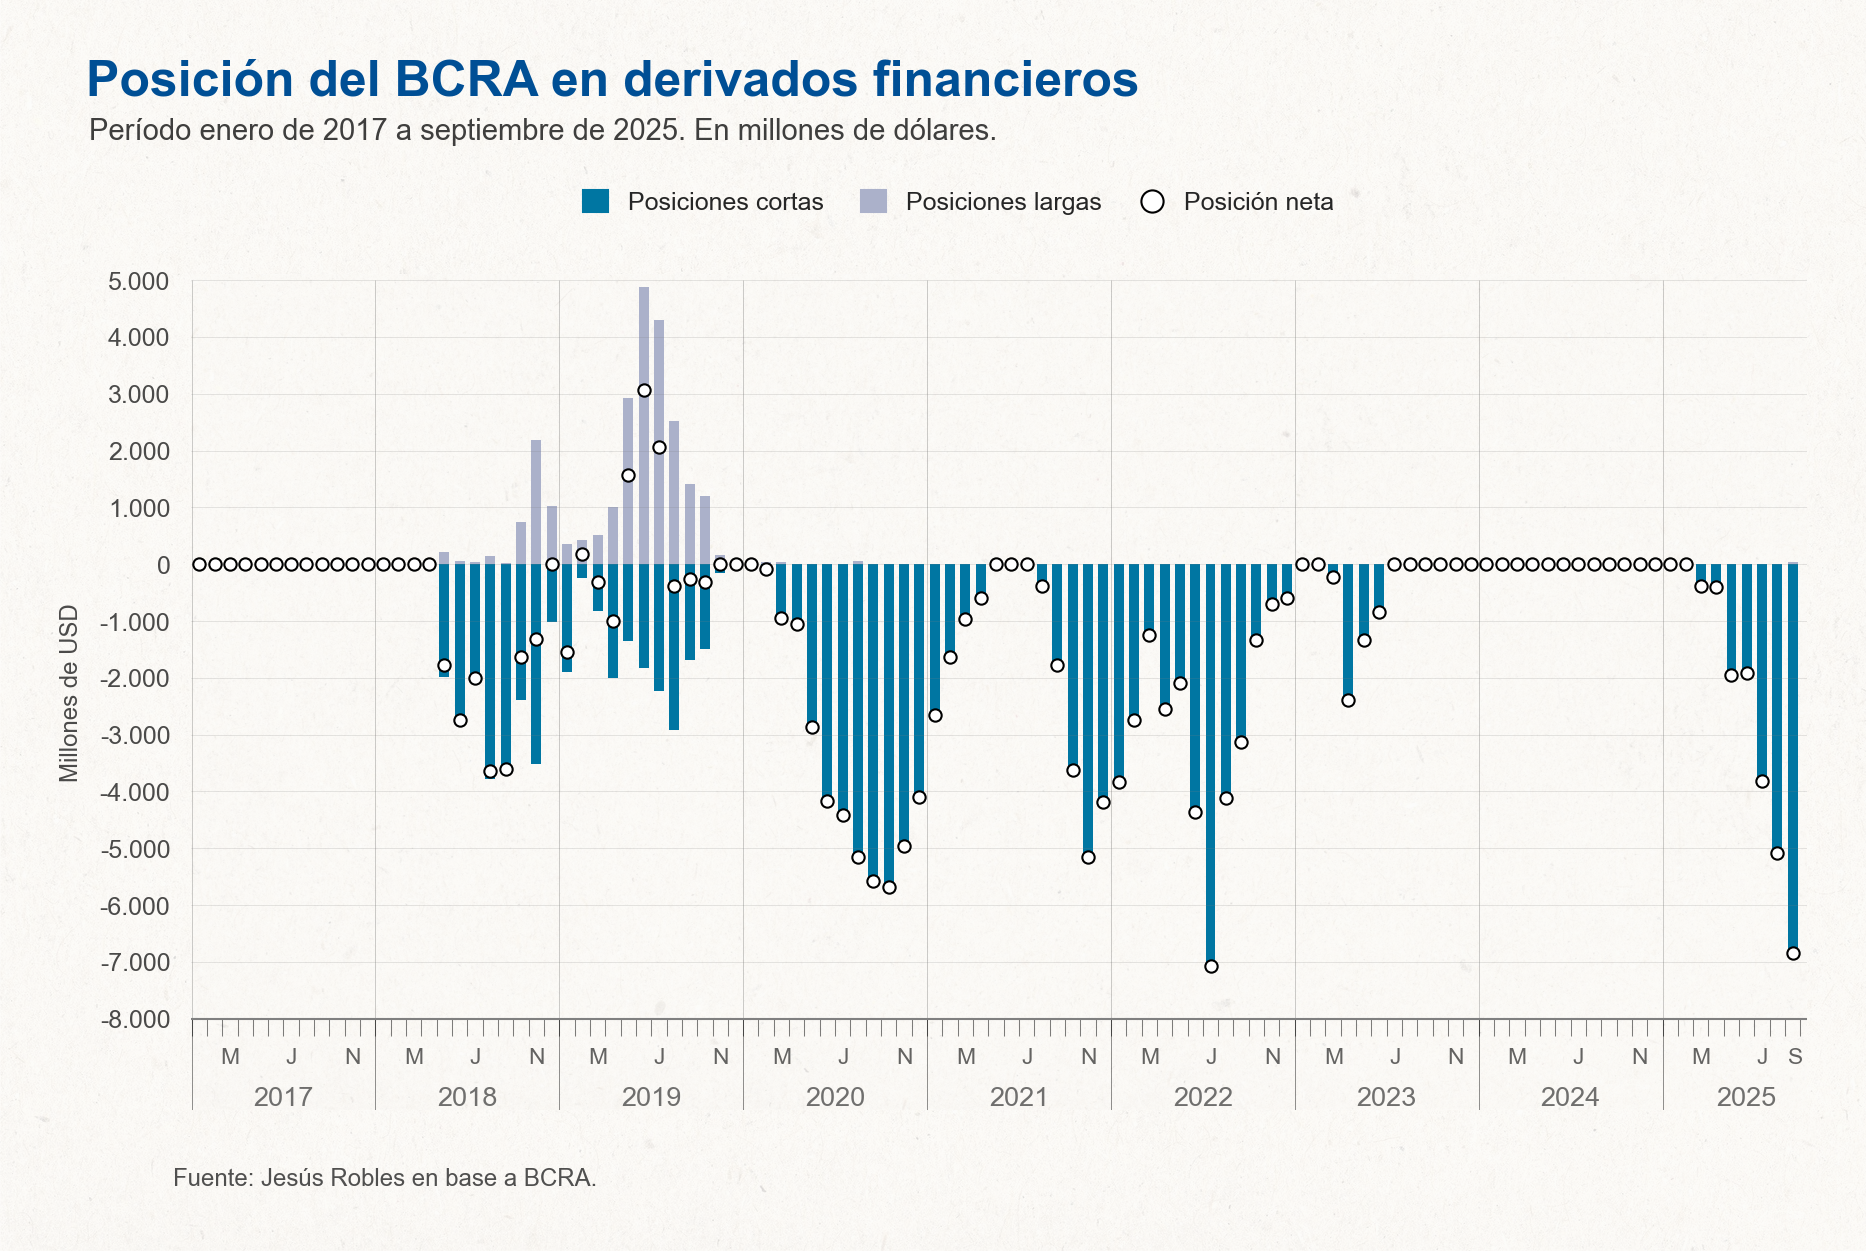 Posición del BCRA en derivados financieros
Período enero de 2017 a septiembre de 2025. En millones de dólares.
Posiciones cortas Posiciones largas Posición neta
5.000
4.000
3.000
2.000
1.000
0
-1.000
-2.000
-3.000
-4.000
-5.000
-6.000
-7.000
-8.000
Millones de USD
M J N M J N M J N M J N M J N M J N M J N M J N M J S
2017 2018 2019 2020 2021 2022 2023 2024 2025
Fuente: Jesús Robles en base a BCRA.